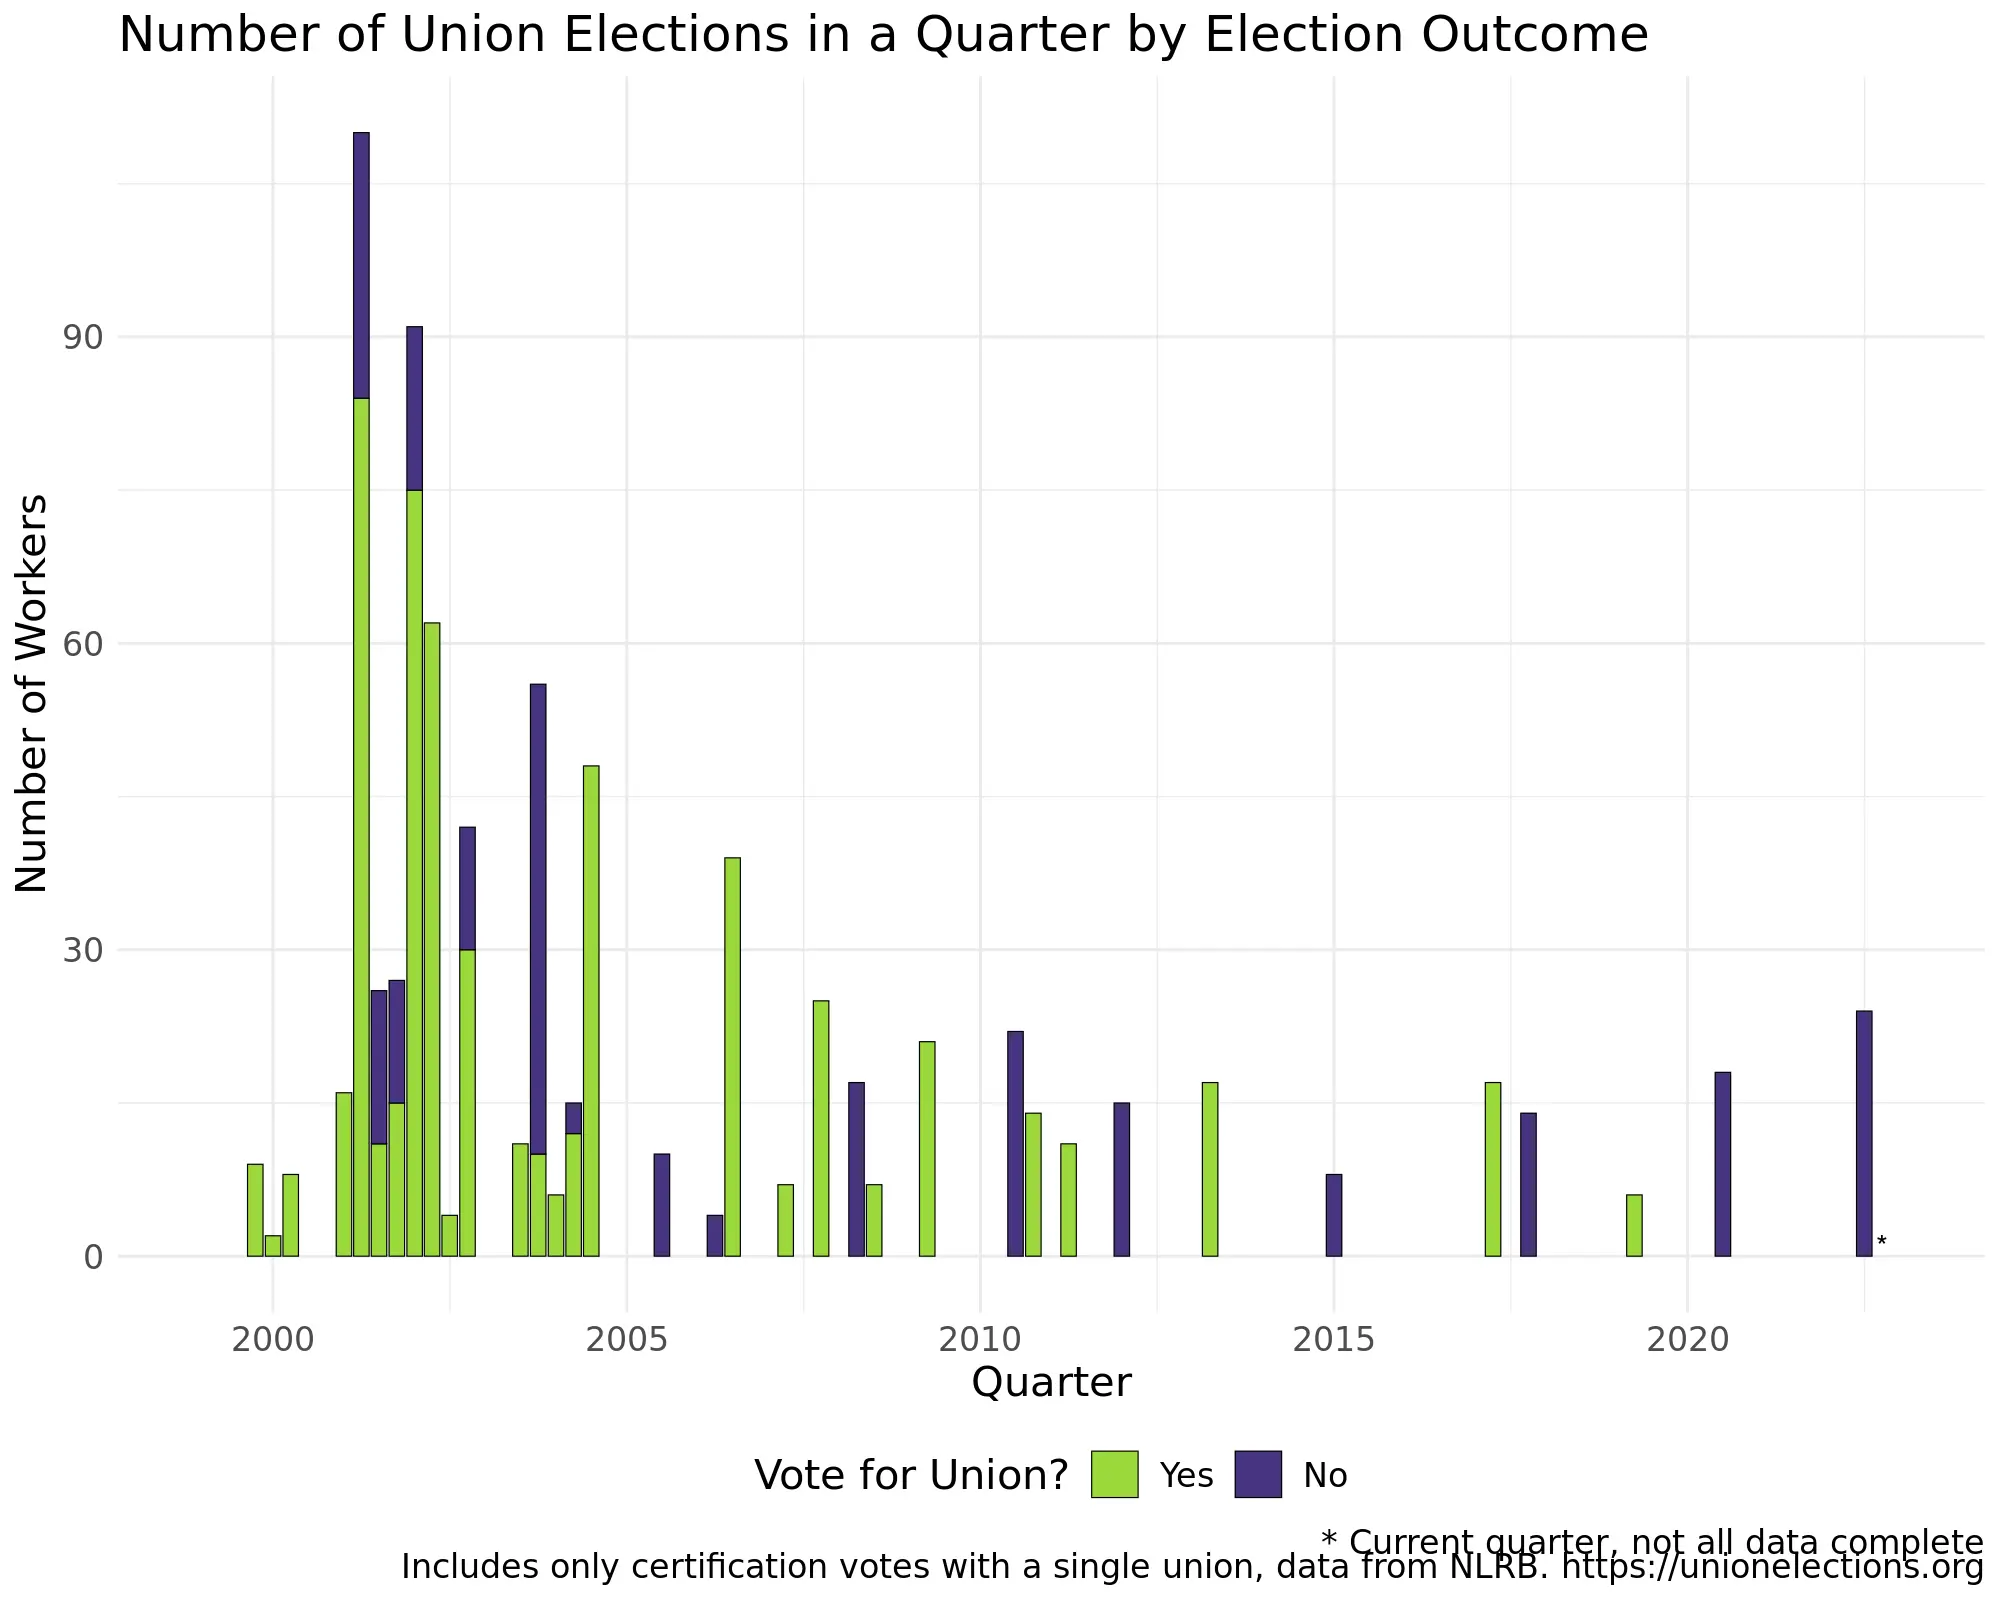 Number of Union Elections in a Quarter by Election Outcome
Number of Workers
90
60
30
0
*
2000 2005 2010 2015 2020
Quarter
Vote for Union? Yes No
* Current quarter, not all data complete
Includes only certification votes with a single union, data from NLRB. https://unionelections.org